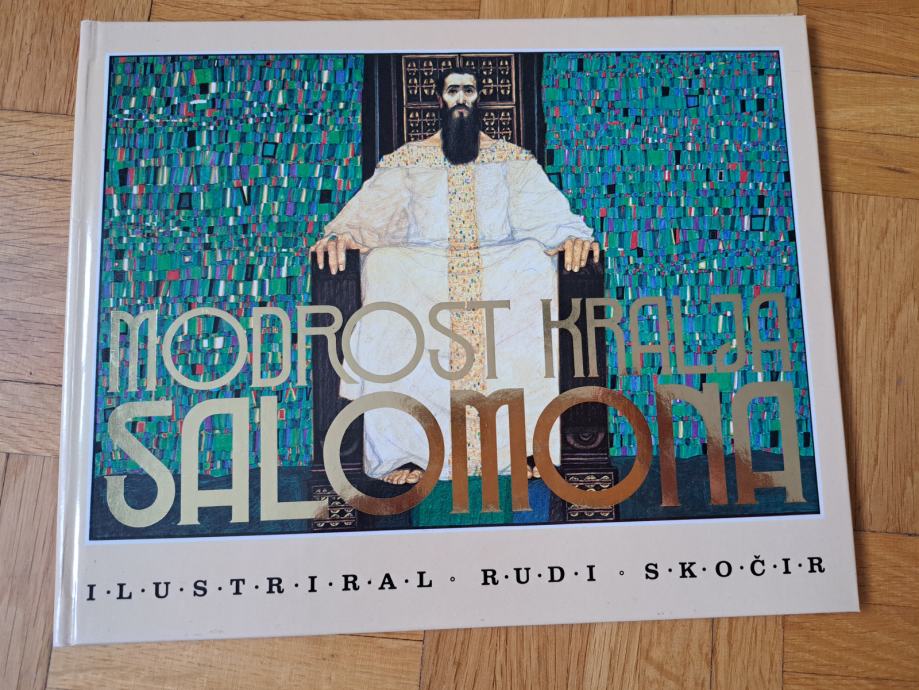 MODROST KRALJA
SALOMONA
I·L·U·S·T·R·I·R·A·L ◦ R·U·D·I ◦ S·K·O·Č·I·R